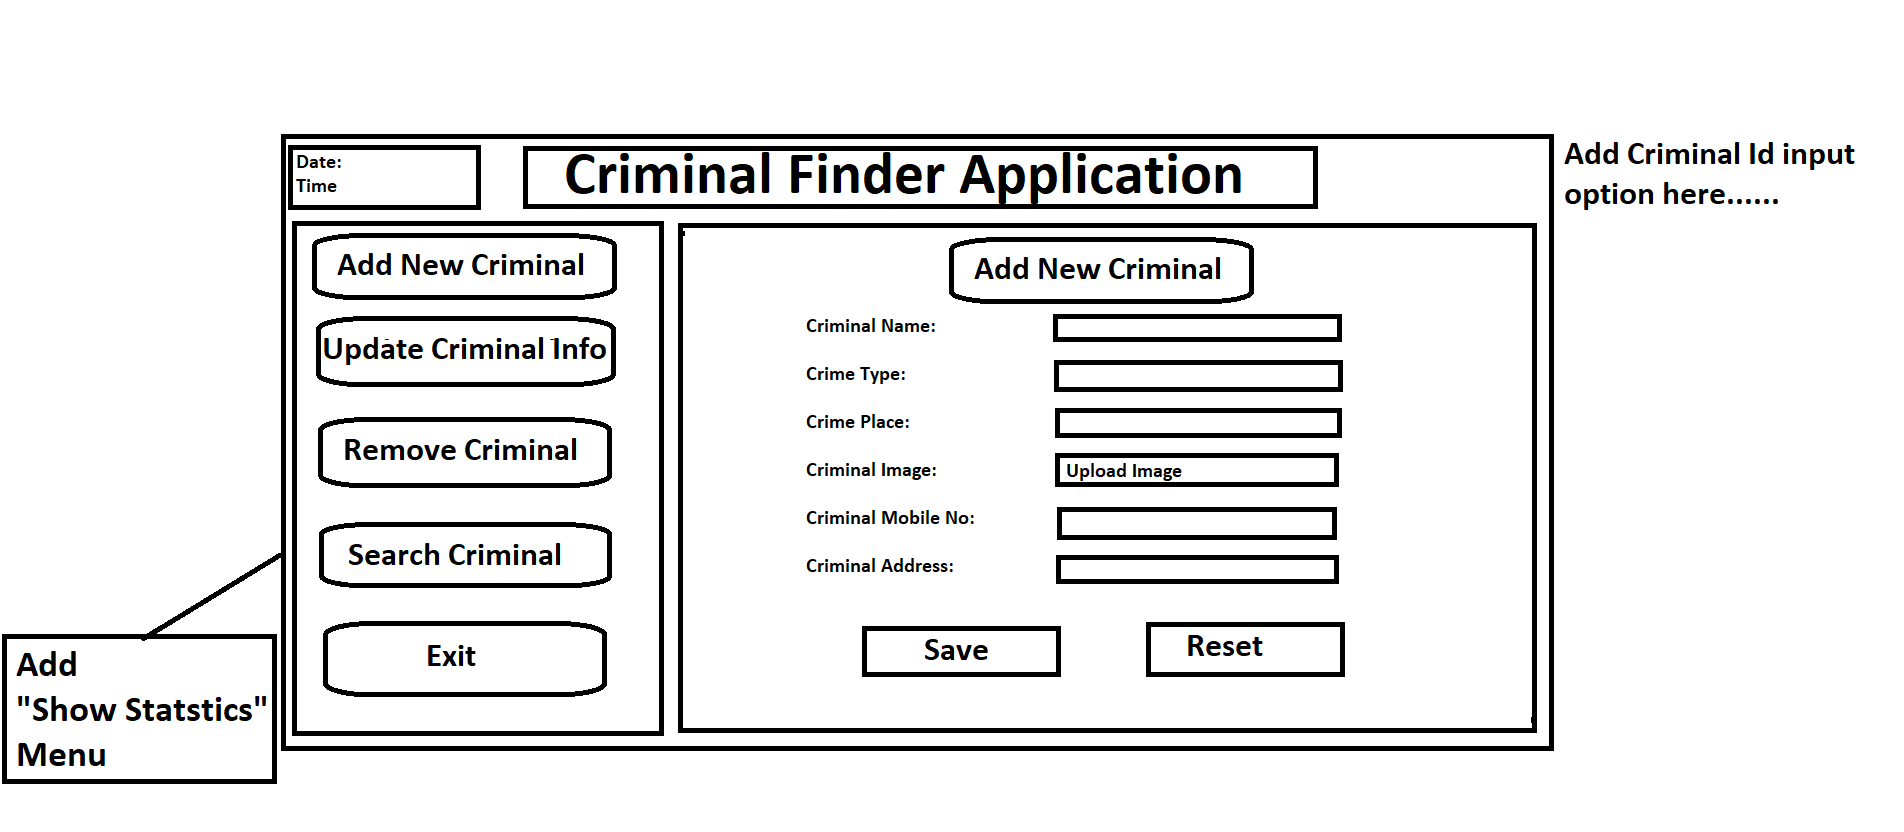 Date:
Time
Criminal Finder Application
Add Criminal Id input
option here......
Add New Criminal
Update Criminal Info
Remove Criminal
Search Criminal
Exit
Add New Criminal
Criminal Name:
Crime Type:
Crime Place:
Criminal Image:
Upload Image
Criminal Mobile No:
Criminal Address:
Save
Reset
Add
"Show Statstics"
Menu